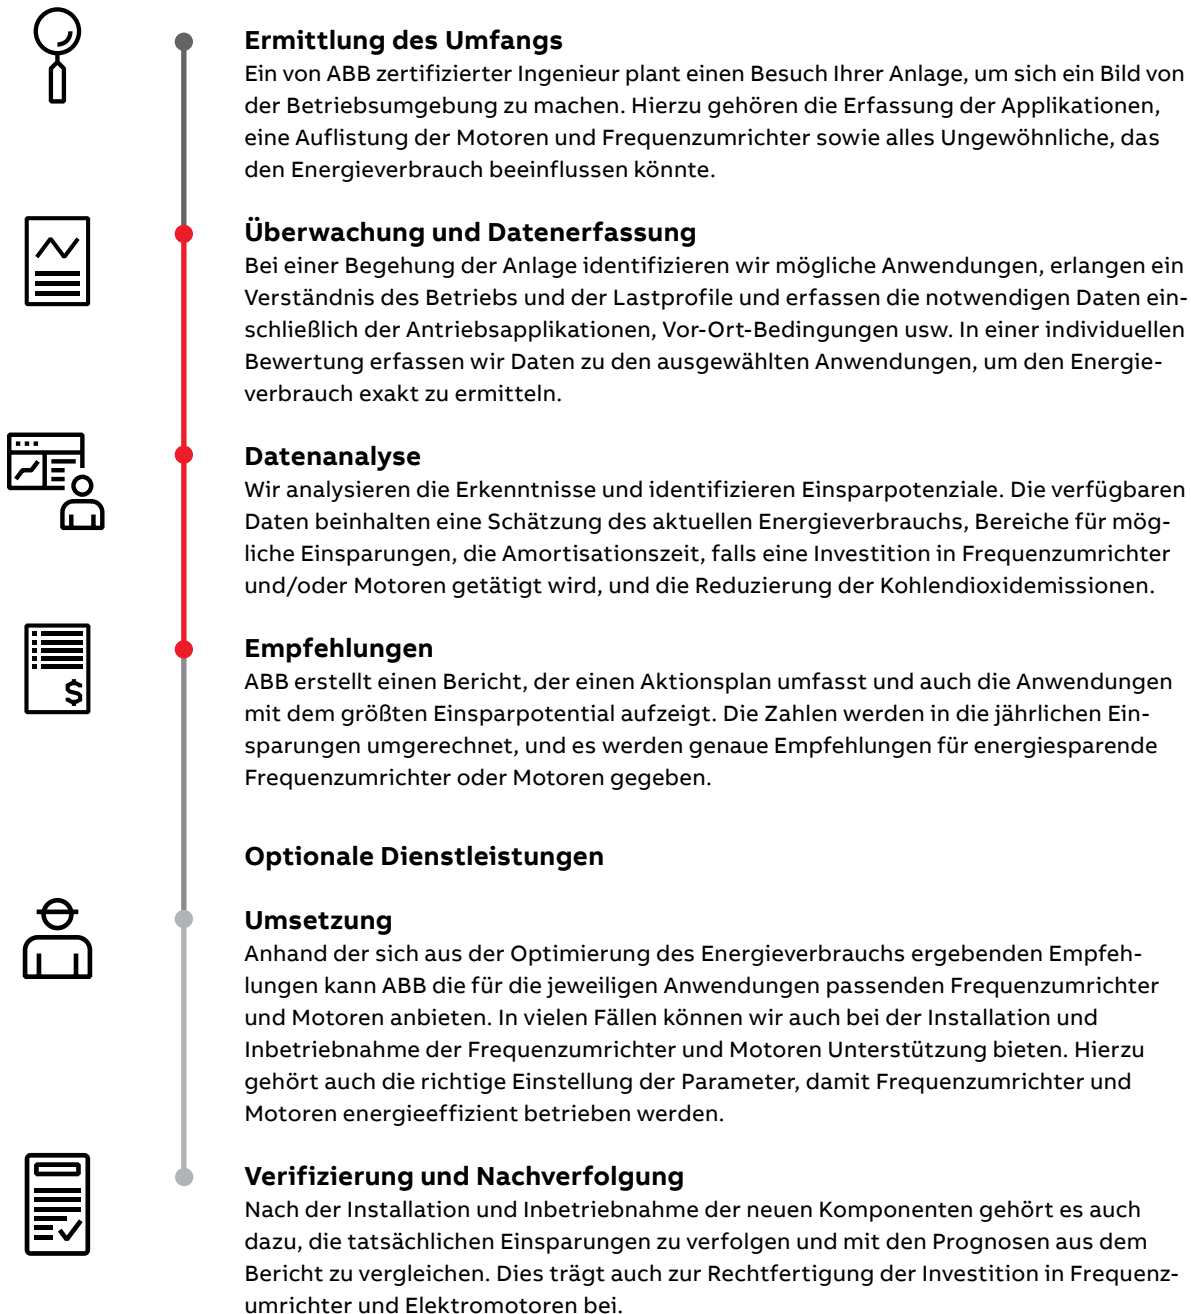 Ermittlung des Umfangs
Ein von ABB zertifizierter Ingenieur plant einen Besuch Ihrer Anlage, um sich ein Bild von
der Betriebsumgebung zu machen. Hierzu gehören die Erfassung der Applikationen,
eine Auflistung der Motoren und Frequenzumrichter sowie alles Ungewöhnliche, das
den Energieverbrauch beeinflussen könnte.
Überwachung und Datenerfassung
Bei einer Begehung der Anlage identifizieren wir mögliche Anwendungen, erlangen ein
Verständnis des Betriebs und der Lastprofile und erfassen die notwendigen Daten ein-
schließlich der Antriebsapplikationen, Vor-Ort-Bedingungen usw. In einer individuellen
Bewertung erfassen wir Daten zu den ausgewählten Anwendungen, um den Energie-
verbrauch exakt zu ermitteln.
Datenanalyse
Wir analysieren die Erkenntnisse und identifizieren Einsparpotenziale. Die verfügbaren
Daten beinhalten eine Schätzung des aktuellen Energieverbrauchs, Bereiche für mög-
liche Einsparungen, die Amortisationszeit, falls eine Investition in Frequenzumrichter
und/oder Motoren getätigt wird, und die Reduzierung der Kohlendioxidemissionen.
$
Empfehlungen
ABB erstellt einen Bericht, der einen Aktionsplan umfasst und auch die Anwendungen
mit dem größten Einsparpotential aufzeigt. Die Zahlen werden in die jährlichen Ein-
sparungen umgerechnet, und es werden genaue Empfehlungen für energiesparende
Frequenzumrichter oder Motoren gegeben.
Optionale Dienstleistungen
Umsetzung
Anhand der sich aus der Optimierung des Energieverbrauchs ergebenden Empfeh-
lungen kann ABB die für die jeweiligen Anwendungen passenden Frequenzumrichter
und Motoren anbieten. In vielen Fällen können wir auch bei der Installation und
Inbetriebnahme der Frequenzumrichter und Motoren Unterstützung bieten. Hierzu
gehört auch die richtige Einstellung der Parameter, damit Frequenzumrichter und
Motoren energieeffizient betrieben werden.
Verifizierung und Nachverfolgung
Nach der Installation und Inbetriebnahme der neuen Komponenten gehört es auch
dazu, die tatsächlichen Einsparungen zu verfolgen und mit den Prognosen aus dem
Bericht zu vergleichen. Dies trägt auch zur Rechtfertigung der Investition in Frequenz-
umrichter und Elektromotoren bei.